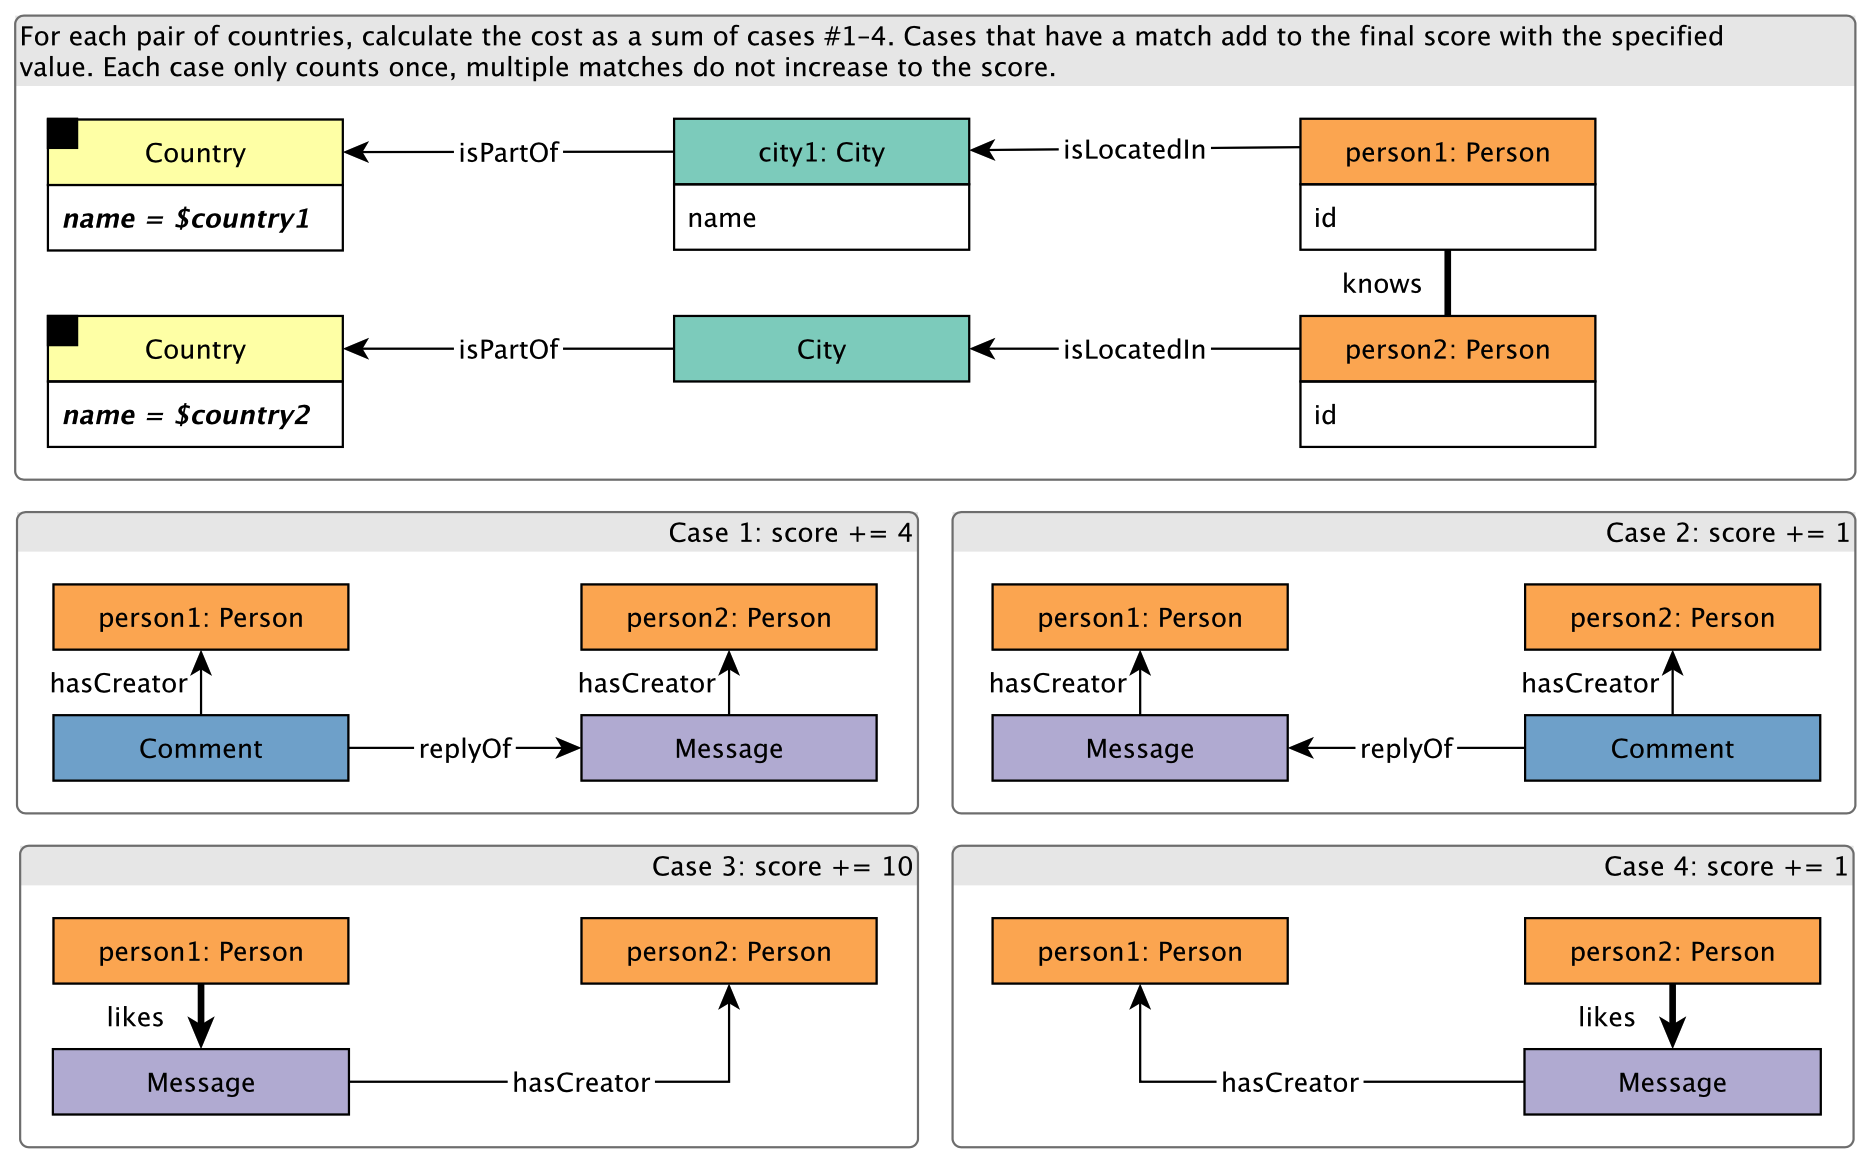 For each pair of countries, calculate the cost as a sum of cases #1–4. Cases that have a match add to the final score with the specified
value. Each case only counts once, multiple matches do not increase to the score.
Country
isPartOf
city1: City
isLocatedIn
person1: Person
name = $country1
name
id
knows
Country
isPartOf
City
isLocatedIn
person2: Person
name = $country2
id
Case 1: score += 4
person1: Person
person2: Person
hasCreator
hasCreator
Comment
replyOf
Message
Case 2: score += 1
person1: Person
person2: Person
hasCreator
hasCreator
Message
replyOf
Comment
Case 3: score += 10
person1: Person
person2: Person
likes
Message
hasCreator
Case 4: score += 1
person1: Person
person2: Person
likes
hasCreator
Message